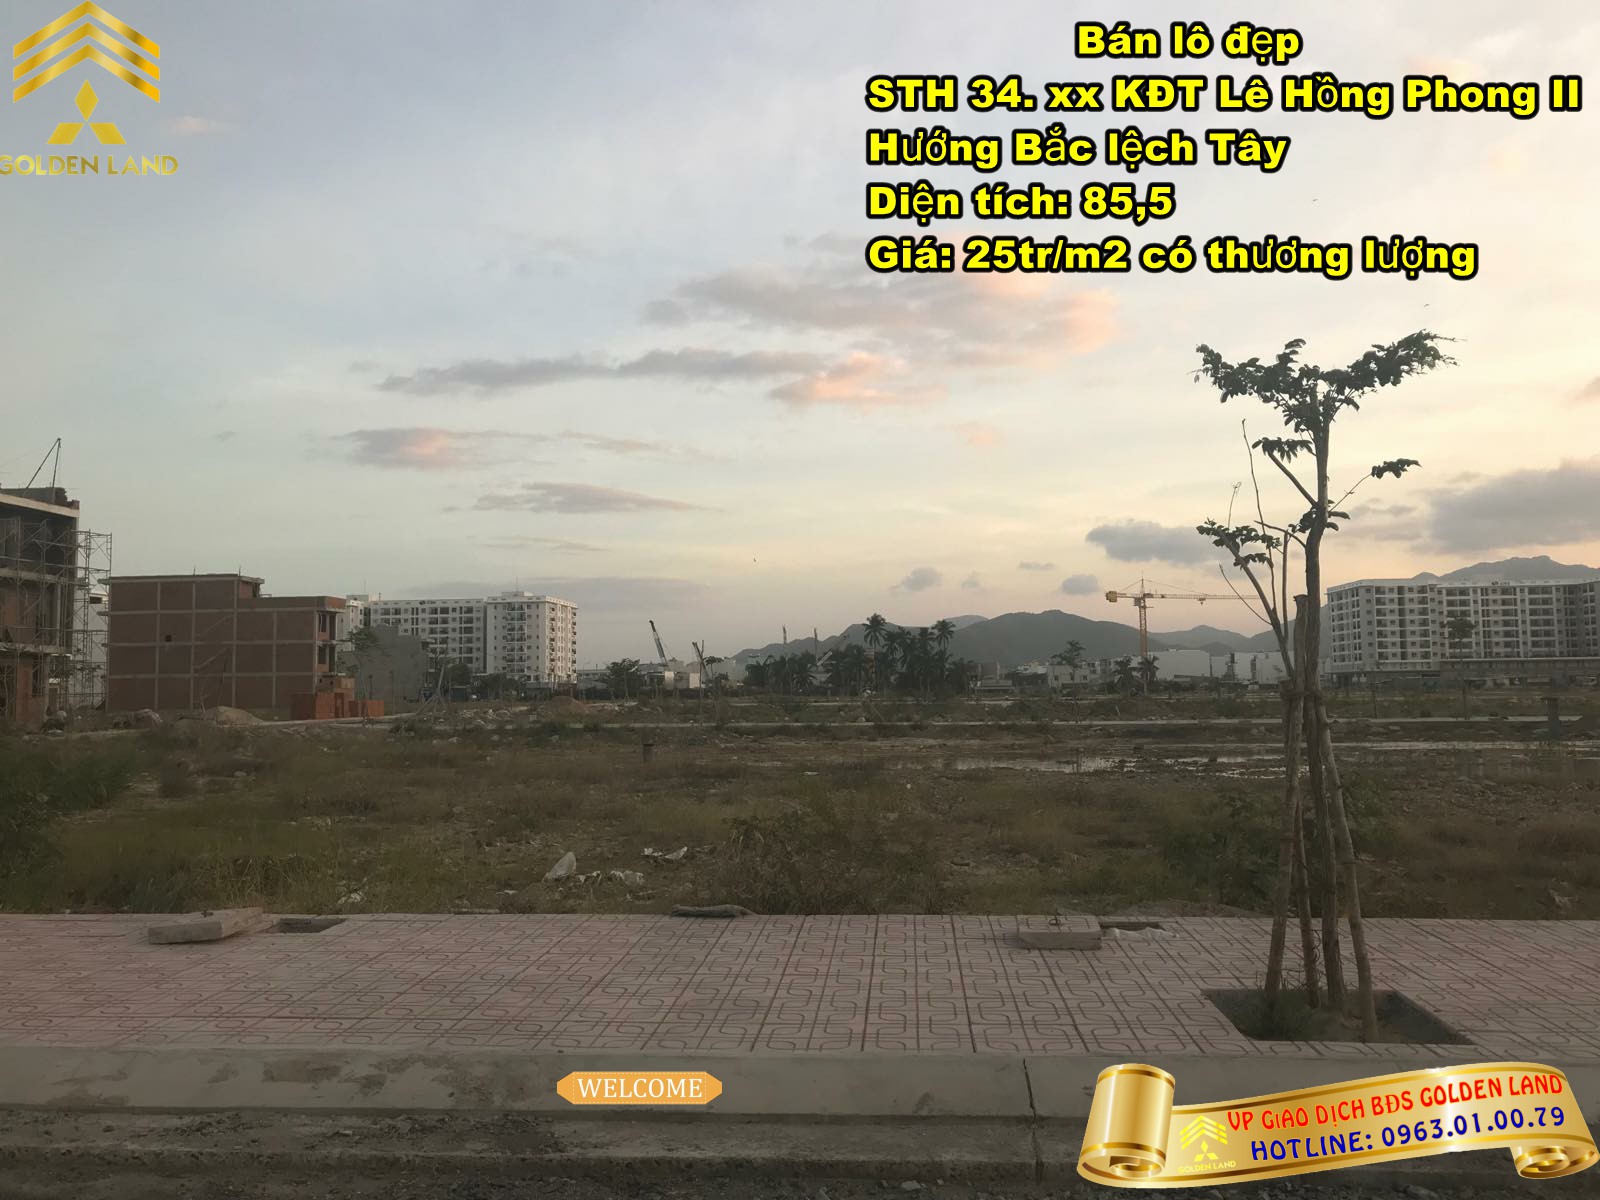 GOLDEN LAND
Bán lô đẹp
STH 34. xx KĐT Lê Hồng Phong II
Hướng Bắc lệch Tây
Diện tích: 85,5
Giá: 25tr/m2 có thương lượng
WELCOME
VP GIAO DỊCH BĐS GOLDEN LAND
HOTLINE: 0963.01.00.79
GOLDEN LAND